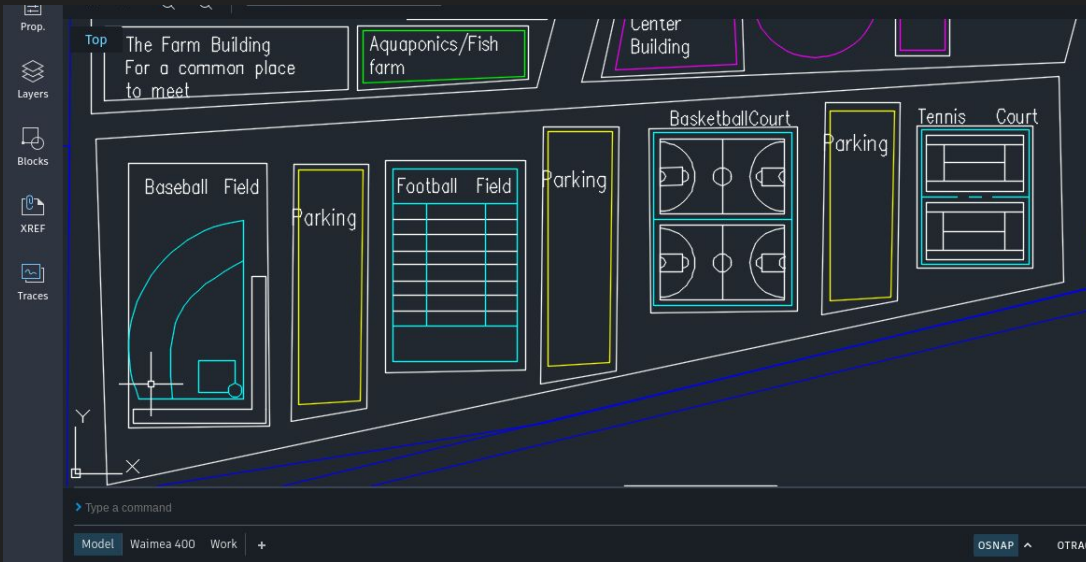 Prop.
Layers
Blocks
XREF
Traces
Top
The Farm Building
For a common place
to meet
Aquaponics/Fish
farm
Center
Building
Baseball Field
Parking
Football Field
Parking
BasketballCourt
Parking
Tennis Court
Y
X
Type a command
Model
Waimea 400
Work
+
OSNAP
OTRA